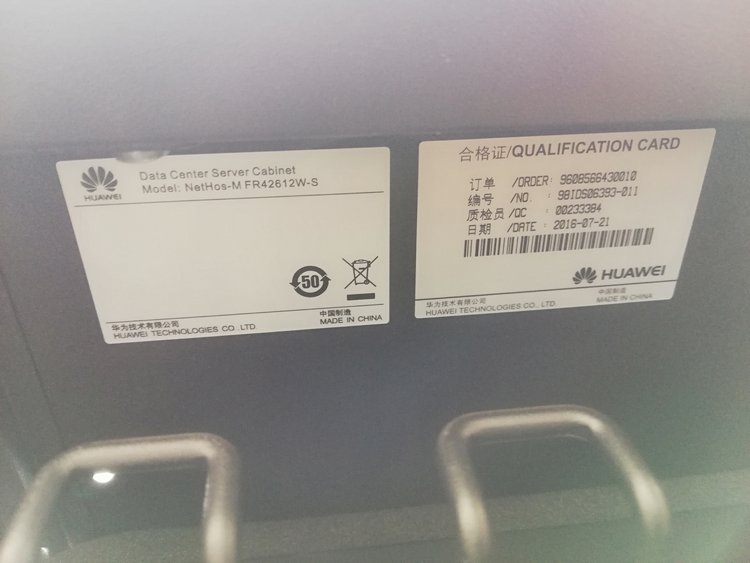 HUAWEI
Data Center Server Cabinet
Model: NetHos-M FR42612W-S
50
华为技术有限公司
HUAWEI TECHNOLOGIES CO., LTD.
中国制造
MADE IN CHINA
合格证/QUALIFICATION CARD
订单 /ORDER: 9608566430010
编号 /NO. : 98IDS06393-011
质检员/QC : 00233384
日期 /DATE : 2016-07-21
HUAWEI
华为技术有限公司
HUAWEI TECHNOLOGIES CO., LTD.
中国制造
MADE IN CHINA